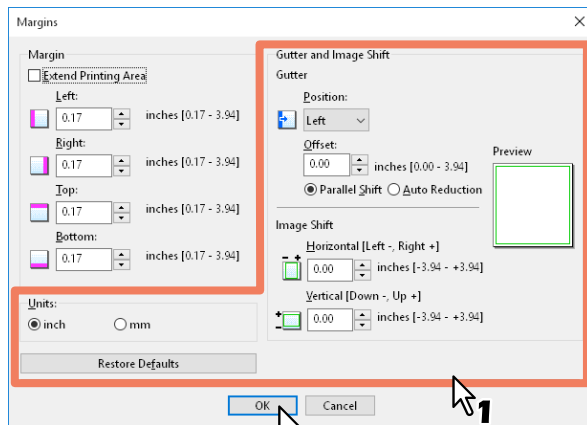 Margins
Margin
Extend Printing Area
Left:
0.17 inches [0.17 - 3.94]
Right:
0.17 inches [0.17 - 3.94]
Top:
0.17 inches [0.17 - 3.94]
Bottom:
0.17 inches [0.17 - 3.94]
Units:
inch mm
Restore Defaults
Gutter and Image Shift
Gutter
Position:
Left
Offset:
0.00 inches [0.00 - 3.94]
Parallel Shift Auto Reduction
Preview
Image Shift
Horizontal [Left -, Right +]
- +
0.00 inches [-3.94 - +3.94]
Vertical [Down -, Up +]
+
-
0.00 inches [-3.94 - +3.94]
OK Cancel
1